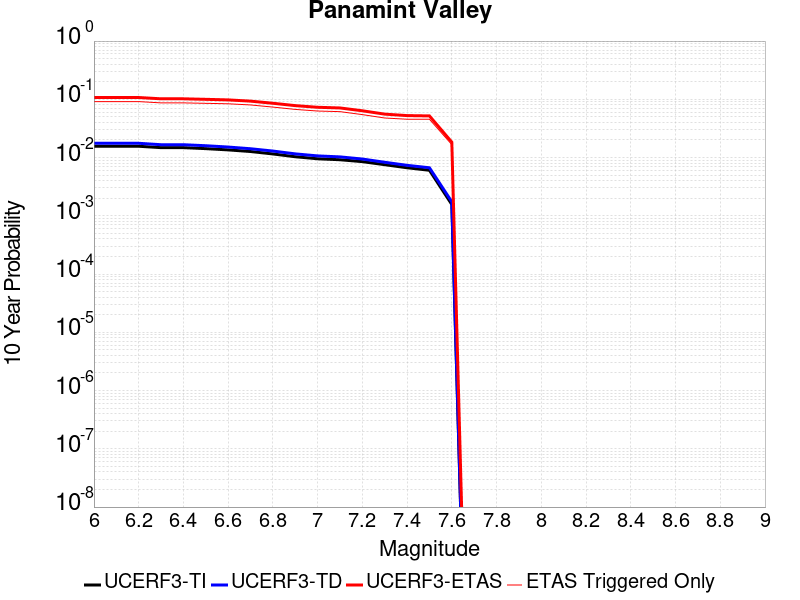 Panamint Valley
10 Year Probability
10^0
10^-1
10^-2
10^-3
10^-4
10^-5
10^-6
10^-7
10^-8
6 6.2 6.4 6.6 6.8 7 7.2 7.4 7.6 7.8 8 8.2 8.4 8.6 8.8 9
Magnitude
UCERF3-TI UCERF3-TD UCERF3-ETAS ETAS Triggered Only